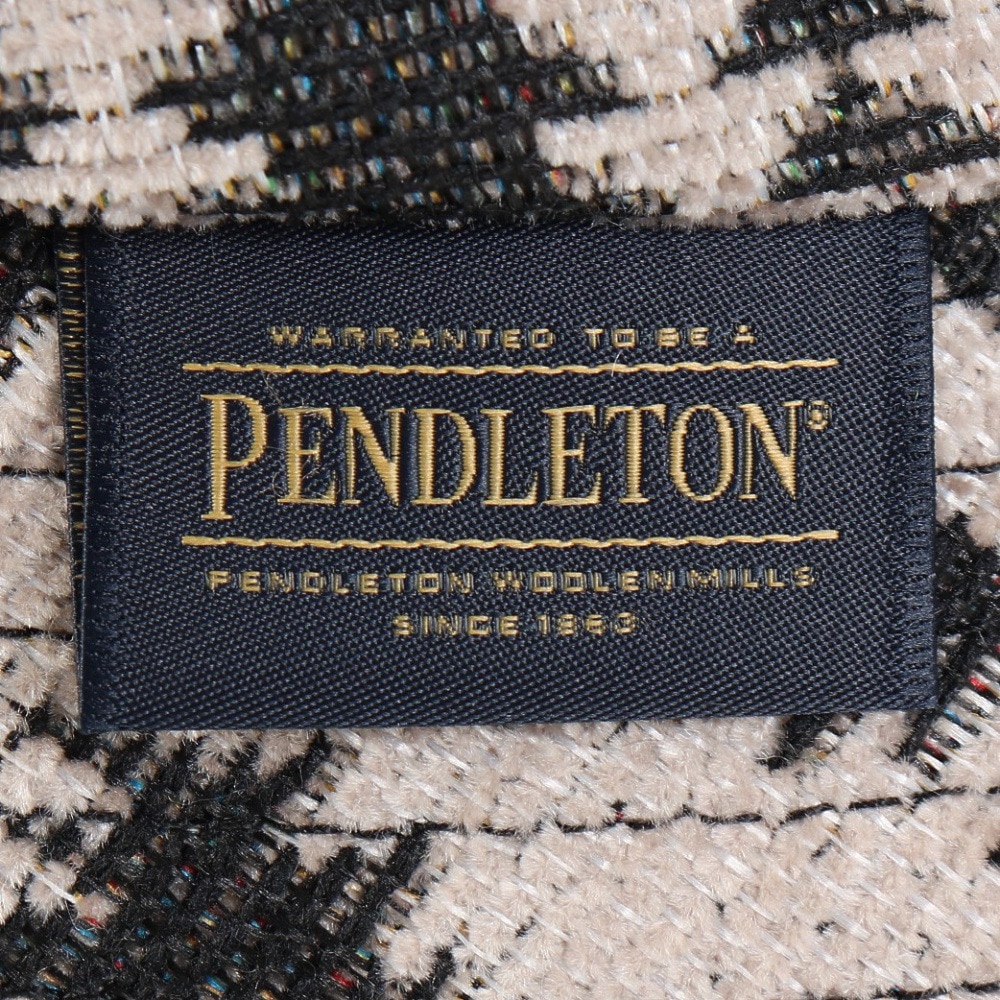 WARRANTED TO BE A
PENDLETON®
PENDLETON WOOLEN MILLS
SINCE 1863